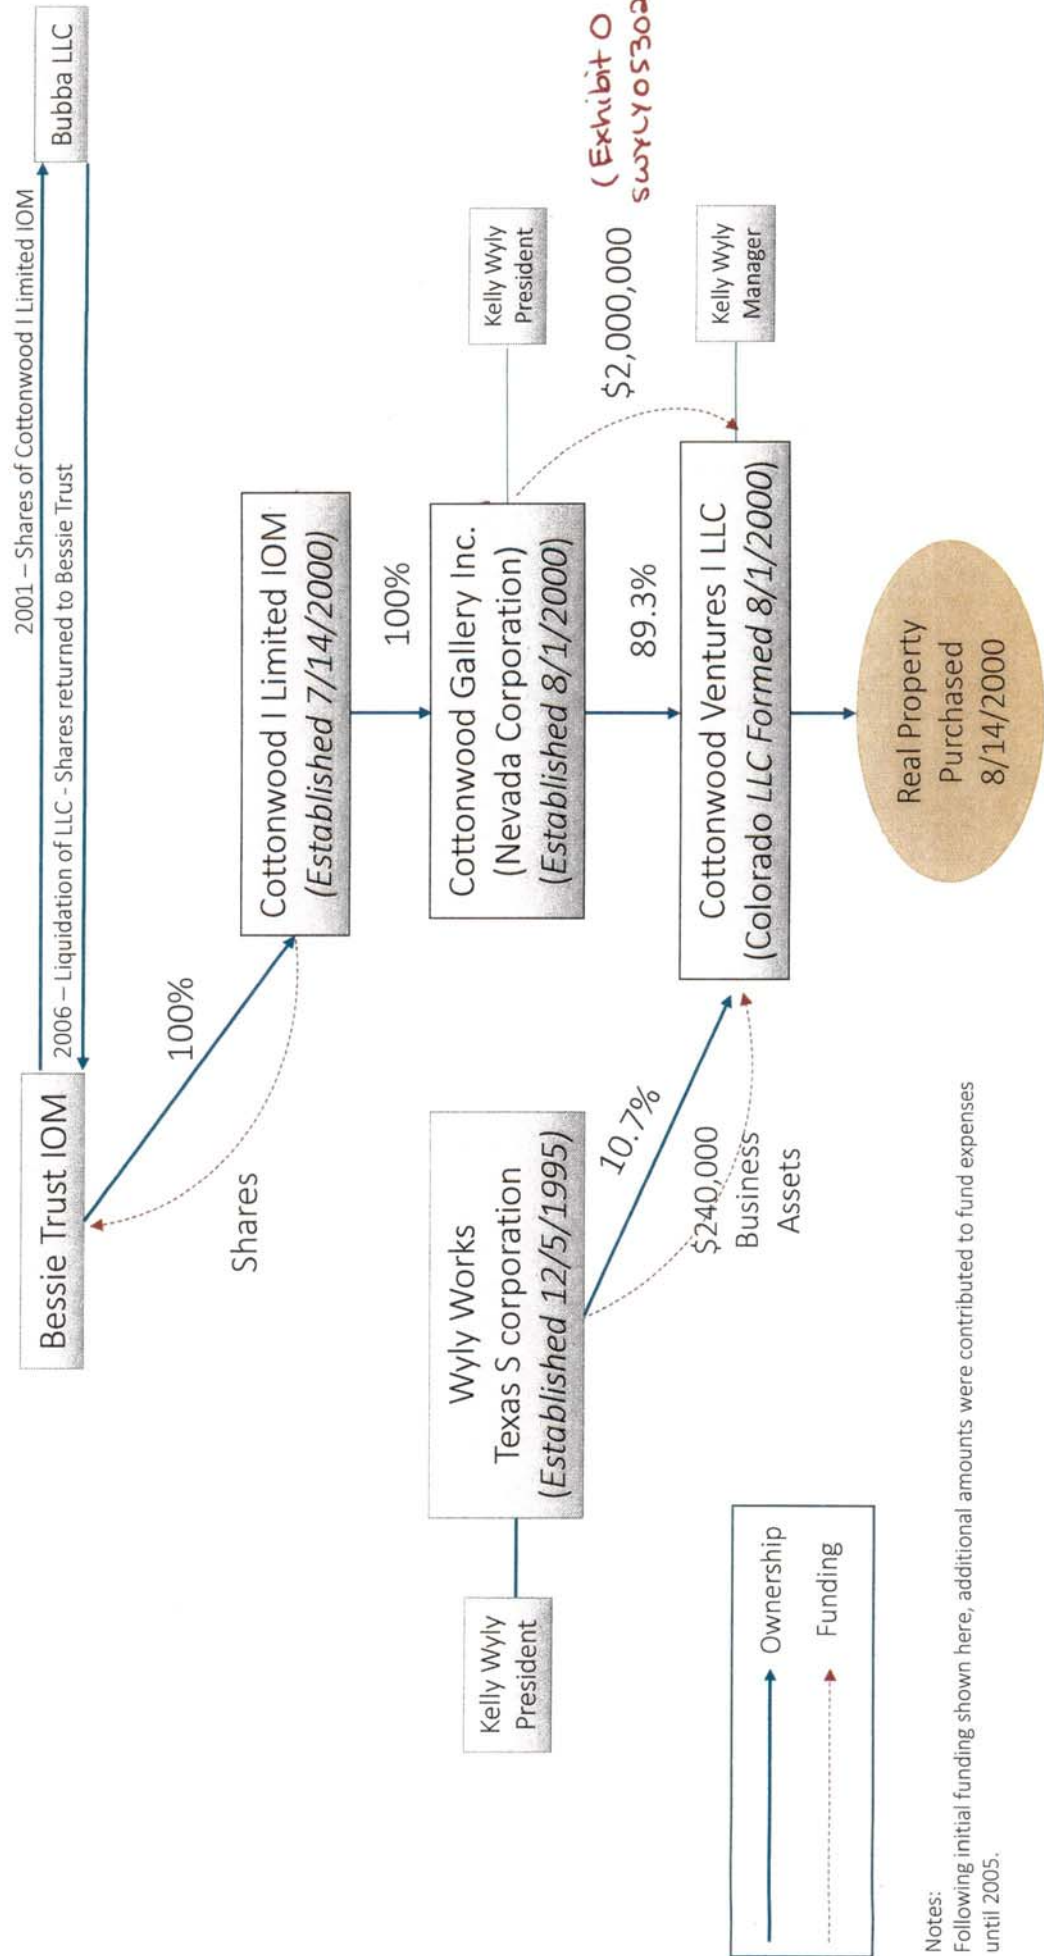 2001 – Shares of Cottonwood I Limited IOM
Bessie Trust IOM
Bubba LLC
2006 – Liquidation of LLC - Shares returned to Bessie Trust
100%
Shares
Cottonwood I Limited IOM
(Established 7/14/2000)
100%
Kelly Wyly
President
Wyly Works
Texas S corporation
(Established 12/5/1995)
Cottonwood Gallery Inc.
(Nevada Corporation)
(Established 8/1/2000)
Kelly Wyly
President
10.7%
$240,000
Business
Assets
89.3%
$2,000,000
(Exhibit O
SWYLY05302
Cottonwood Ventures I LLC
(Colorado LLC Formed 8/1/2000)
Kelly Wyly
Manager
Ownership
Funding
Real Property
Purchased
8/14/2000
Notes:
Following initial funding shown here, additional amounts were contributed to fund expenses
until 2005.